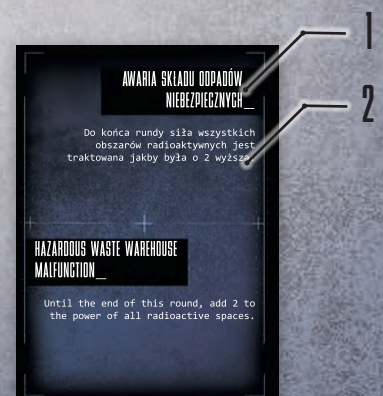 1
AWARIA SKŁADU ODPADÓW
NIEBEZPIECZNYCH_
2
Do końca rundy siła wszystkich
obszarów radioaktywnych jest
traktowana jakby była o 2 wyższa.
HAZARDOUS WASTE WAREHOUSE
MALFUNCTION_
Until the end of this round, add 2 to
the power of all radioactive spaces.